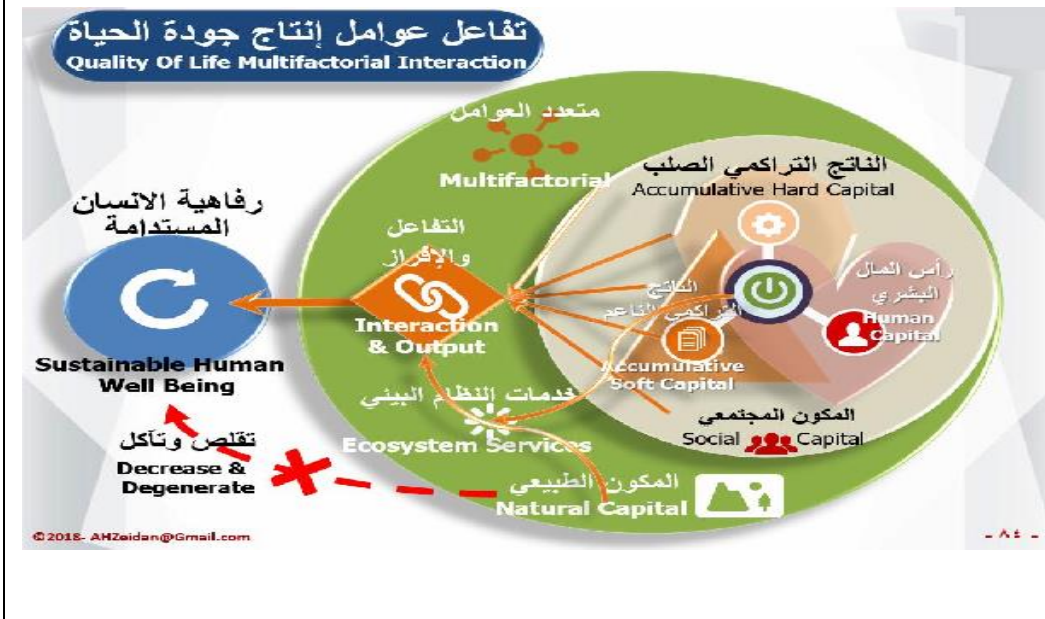 تفاعل عوامل إنتاج جودة الحياة
Quality Of Life Multifactorial Interaction
متعدد العوامل
Multifactorial
الناتج التراكمي الصلب
Accumulative Hard Capital
رفاهية الانسان
المستدامة
Sustainable Human
Well Being
التفاعل
والإفراز
Interaction
& Output
الناتج
التراكمي الناعم
Accumulative
Soft Capital
رأس المال
البشري
Human
Capital
المكون المجتمعي
Social Capital
خدمات النظام البيئي
Ecosystem Services
تقلص وتآكل
Decrease &
Degenerate
المكون الطبيعي
Natural Capital
©2018- AHZeidan@Gmail.com
- ٨٤ -